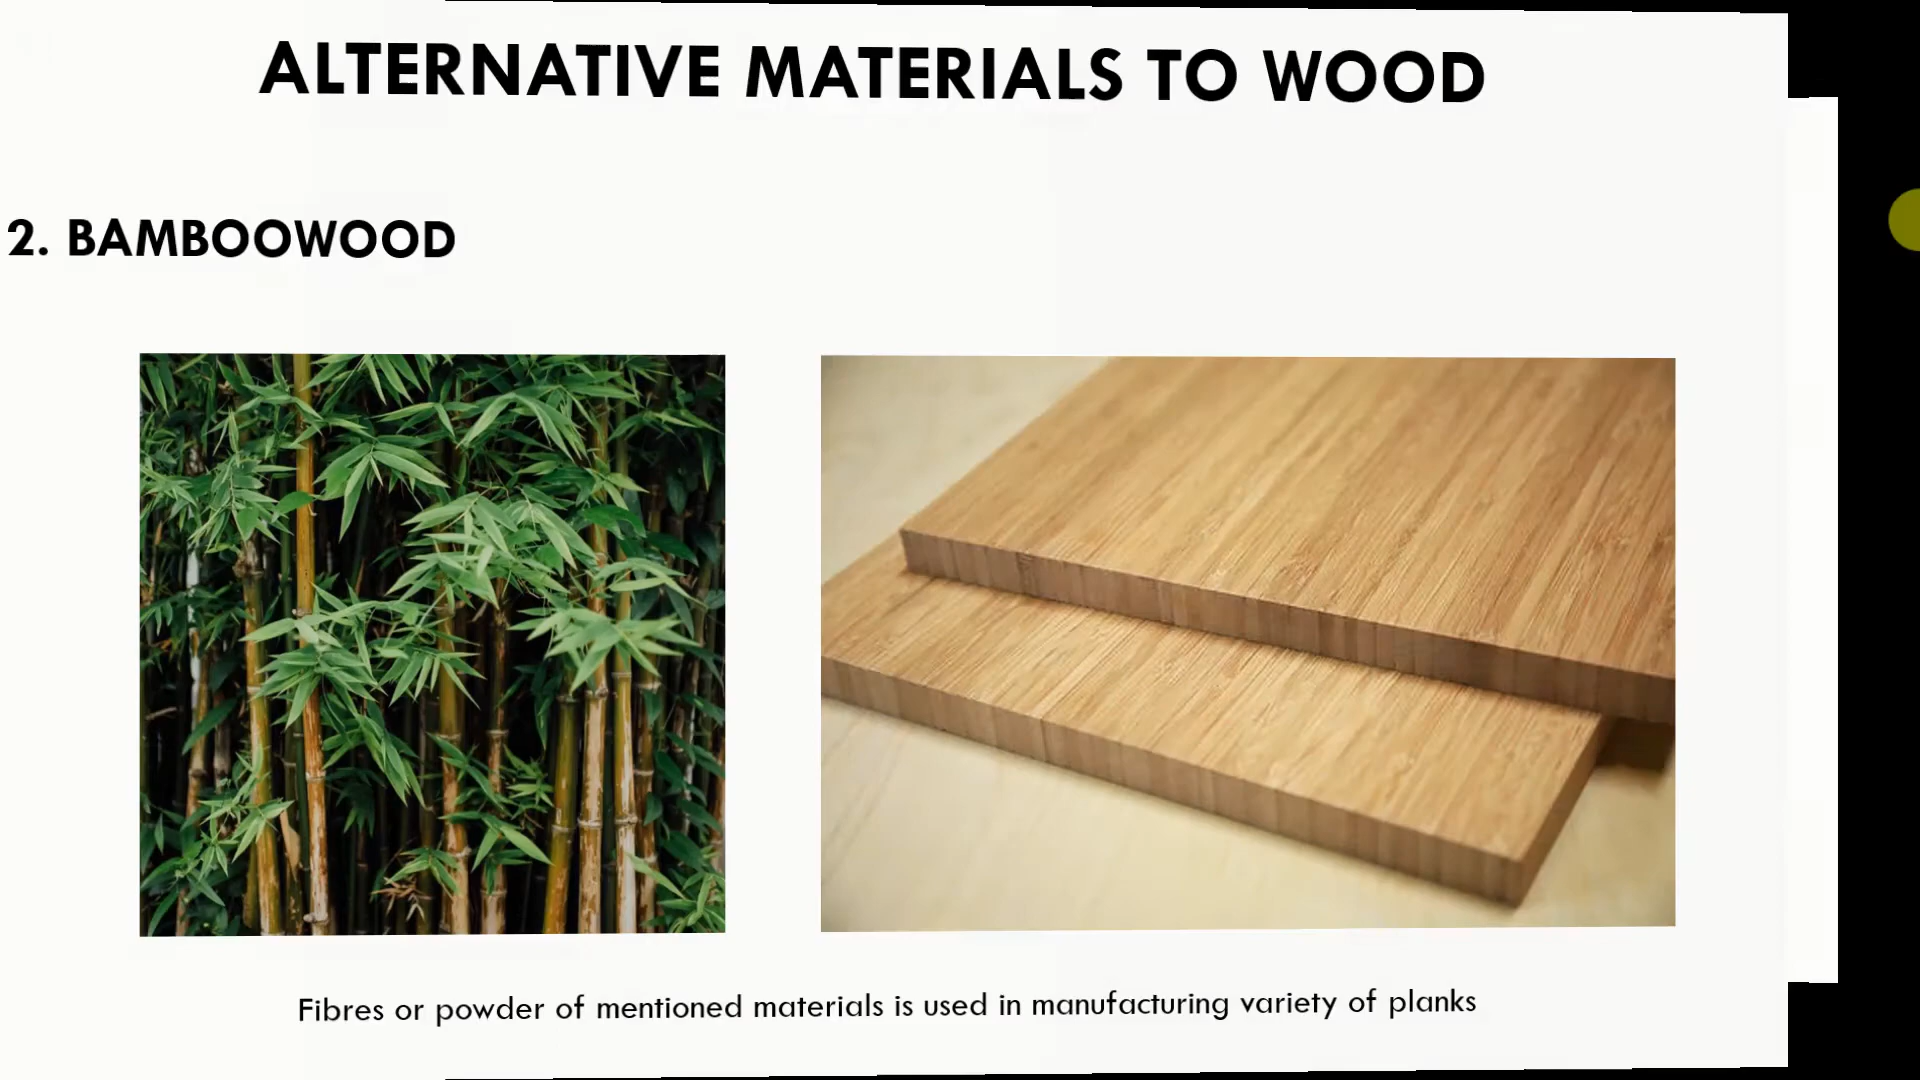 ALTERNATIVE MATERIALS TO WOOD
2. BAMBOOWOOD
Fibres or powder of mentioned materials is used in manufacturing variety of planks